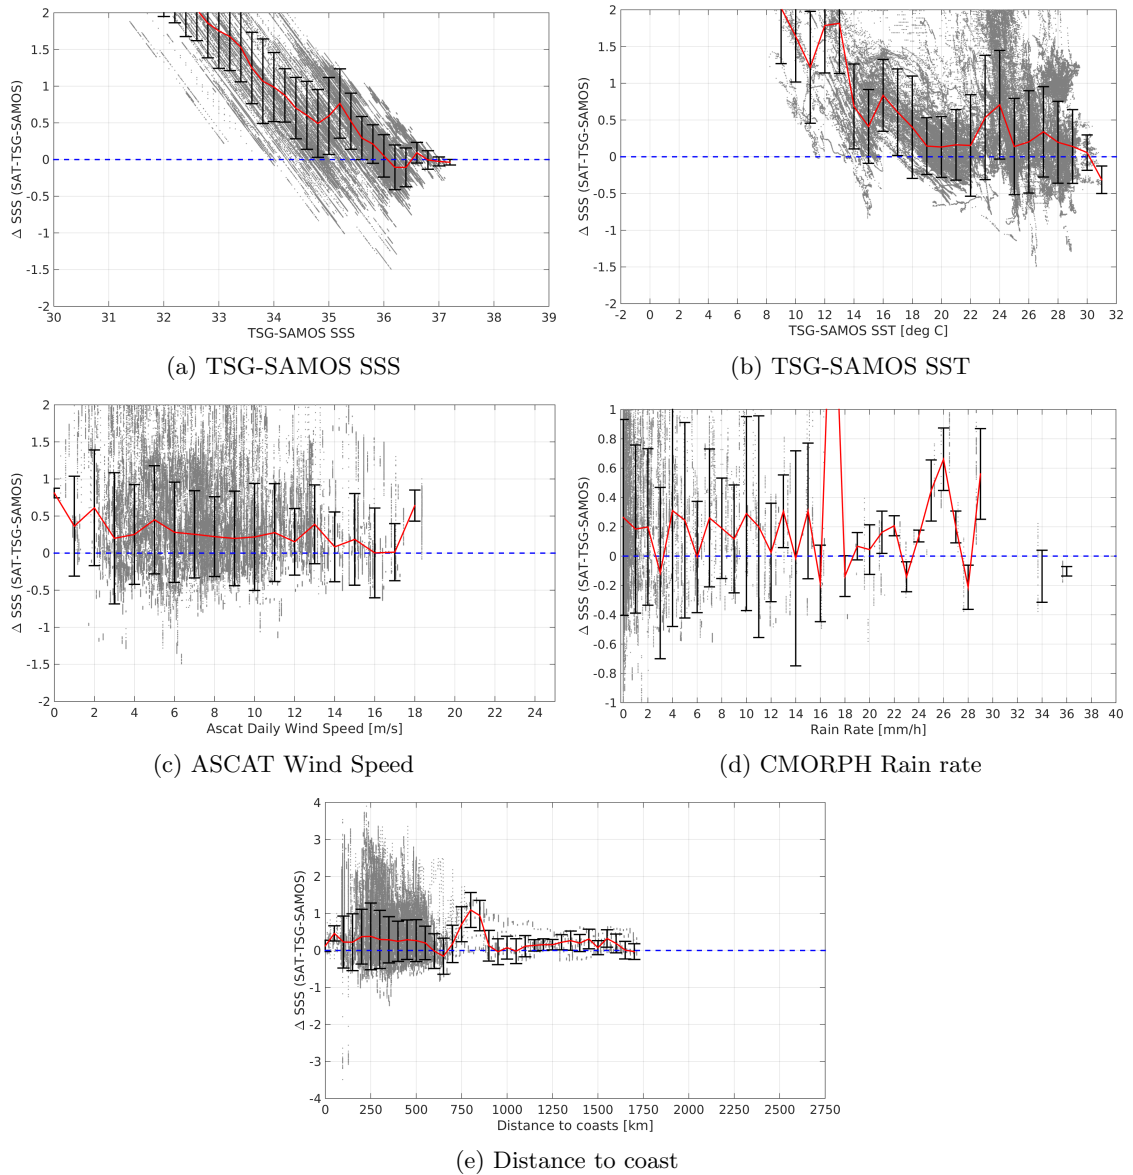 2
1.5
1
0.5
0
-0.5
-1
-1.5
-2
Δ SSS (SAT-TSG-SAMOS)
30 31 32 33 34 35 36 37 38 39
TSG-SAMOS SSS
(a) TSG-SAMOS SSS
2
1.5
1
0.5
0
-0.5
-1
-1.5
-2
Δ SSS (SAT-TSG-SAMOS)
-2 0 2 4 6 8 10 12 14 16 18 20 22 24 26 28 30 32
TSG-SAMOS SST [deg C]
(b) TSG-SAMOS SST
2
1.5
1
0.5
0
-0.5
-1
-1.5
-2
Δ SSS (SAT-TSG-SAMOS)
0 2 4 6 8 10 12 14 16 18 20 22 24
Ascat Daily Wind Speed [m/s]
(c) ASCAT Wind Speed
1
0.8
0.6
0.4
0.2
0
-0.2
-0.4
-0.6
-0.8
-1
Δ SSS (SAT-TSG-SAMOS)
0 2 4 6 8 10 12 14 16 18 20 22 24 26 28 30 32 34 36 38 40
Rain Rate [mm/h]
(d) CMORPH Rain rate
4
3
2
1
0
-1
-2
-3
-4
Δ SSS (SAT-TSG-SAMOS)
0 250 500 750 1000 1250 1500 1750 2000 2250 2500 2750
Distance to coasts [km]
(e) Distance to coast